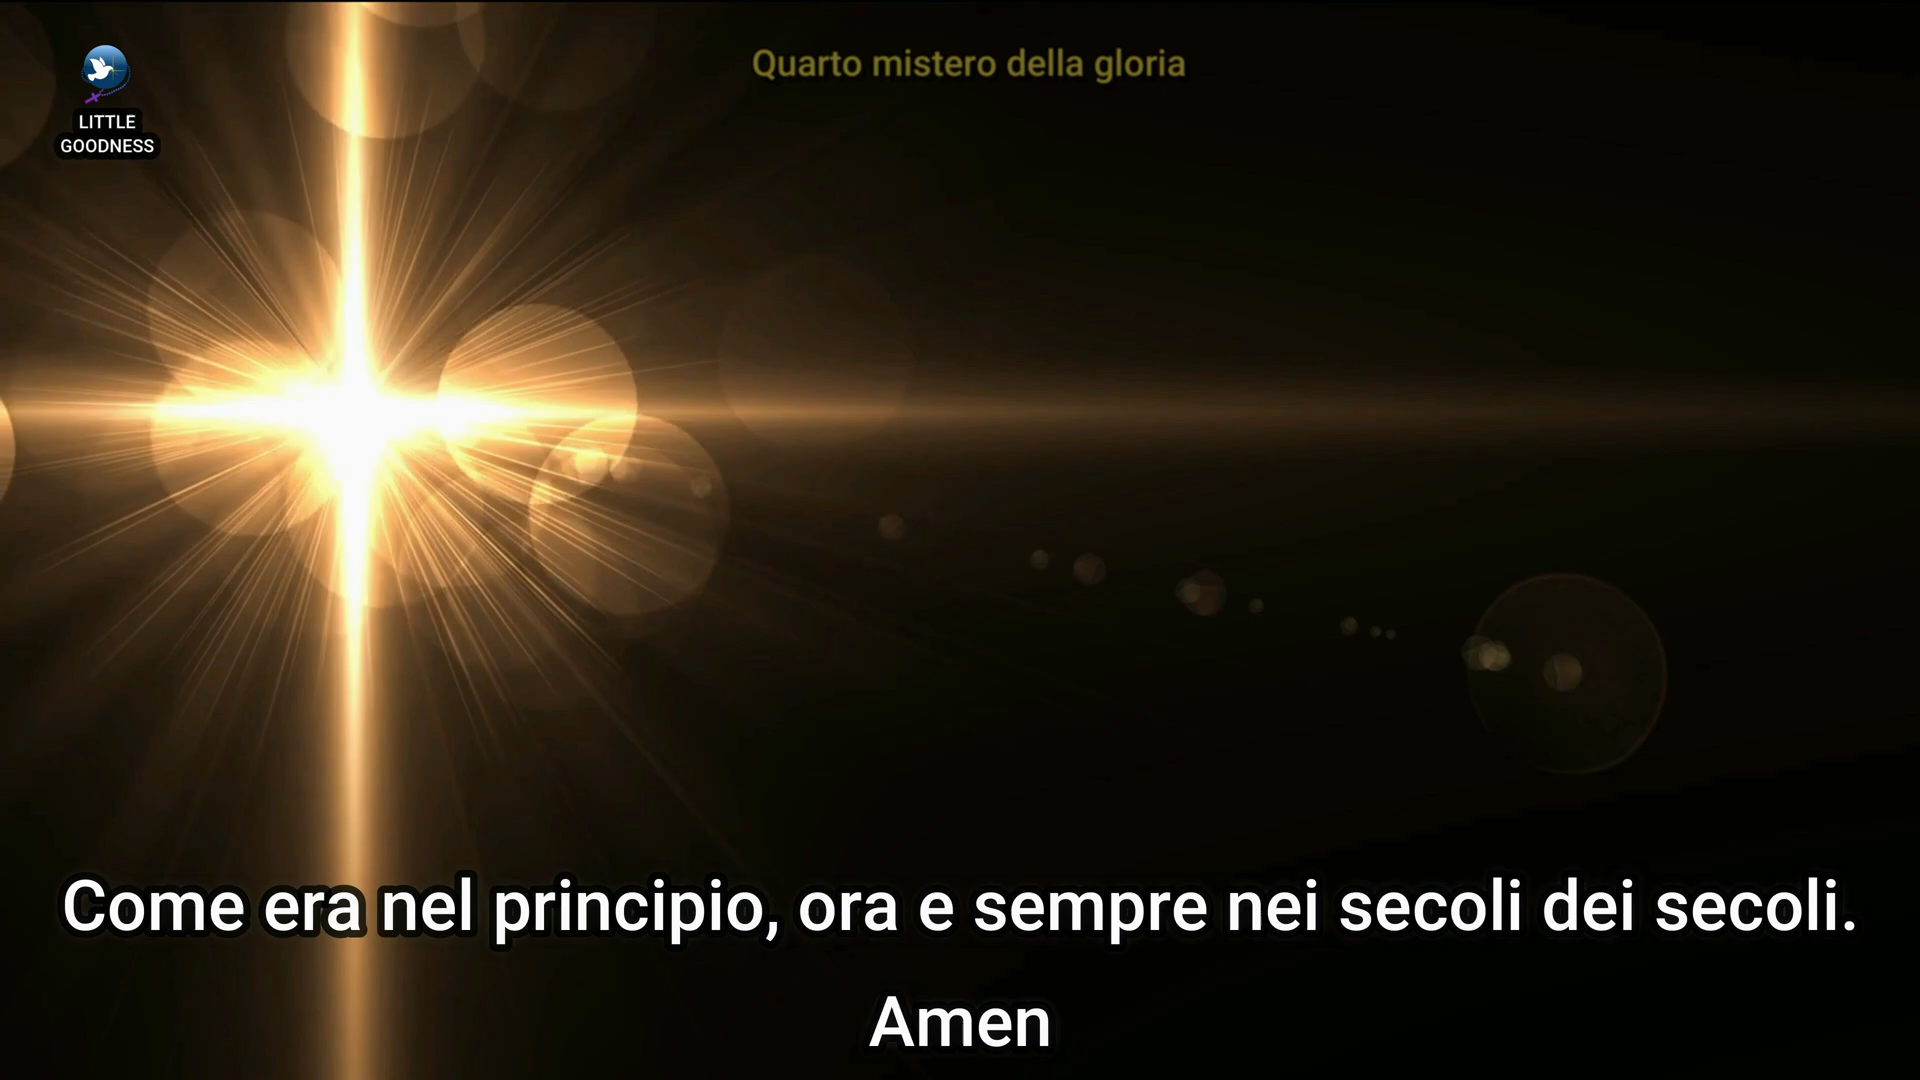 Quarto mistero della gloria
LITTLE
GOODNESS
Come era nel principio, ora e sempre nei secoli dei secoli.
Amen